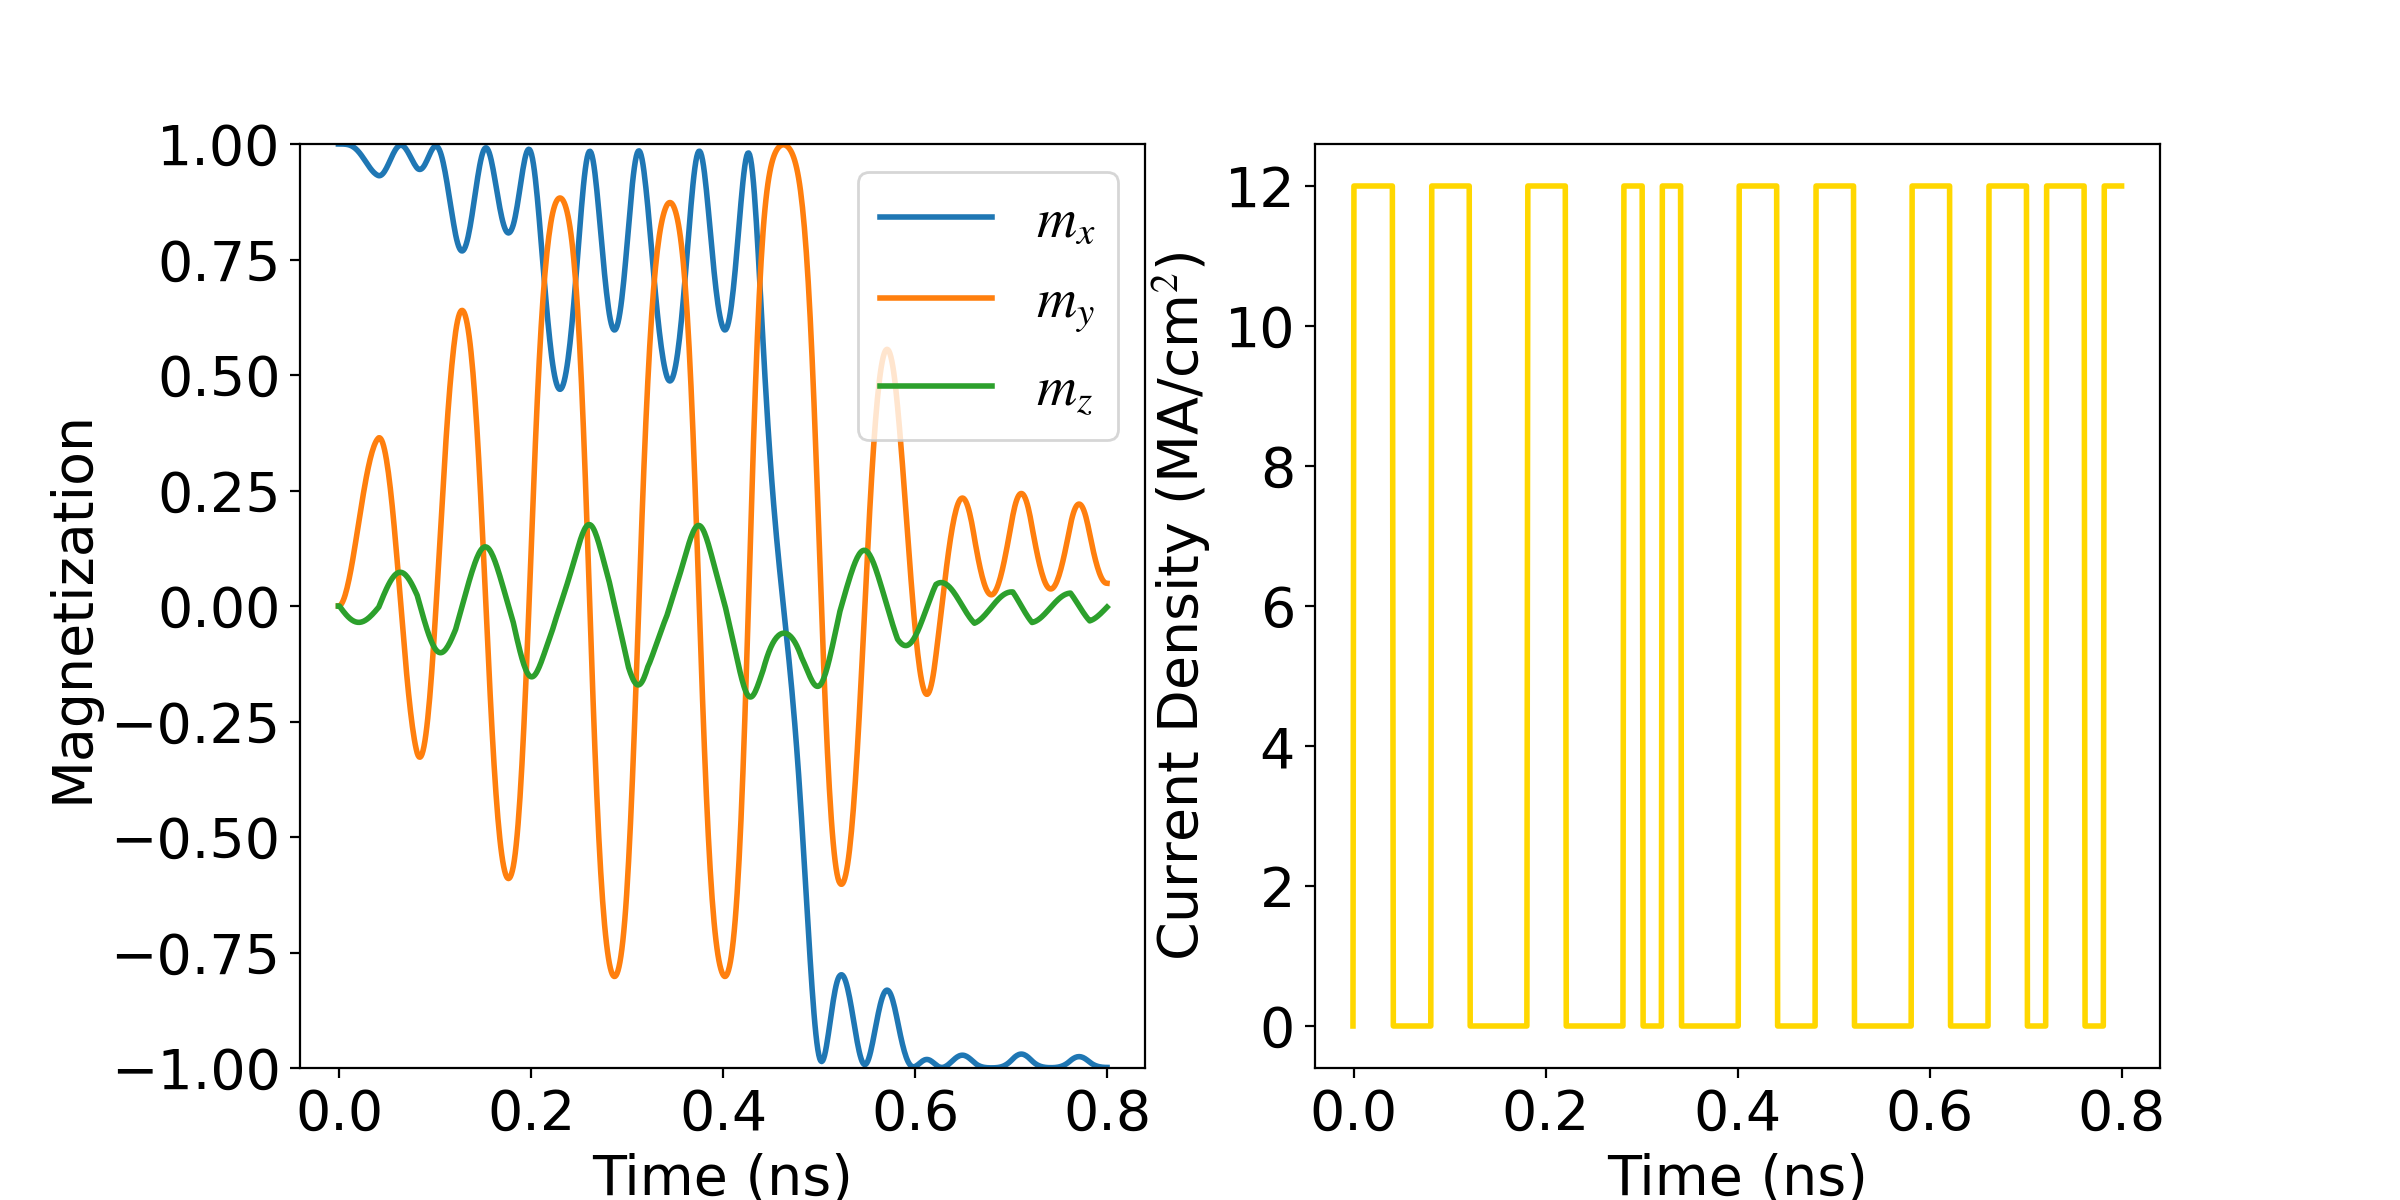 1.00
0.75
0.50
0.25
0.00
−0.25
−0.50
−0.75
−1.00
Magnetization
0.0 0.2 0.4 0.6 0.8
Time (ns)
m_x
m_y
m_z
12
10
8
6
4
2
0
Current Density (MA/cm²)
0.0 0.2 0.4 0.6 0.8
Time (ns)